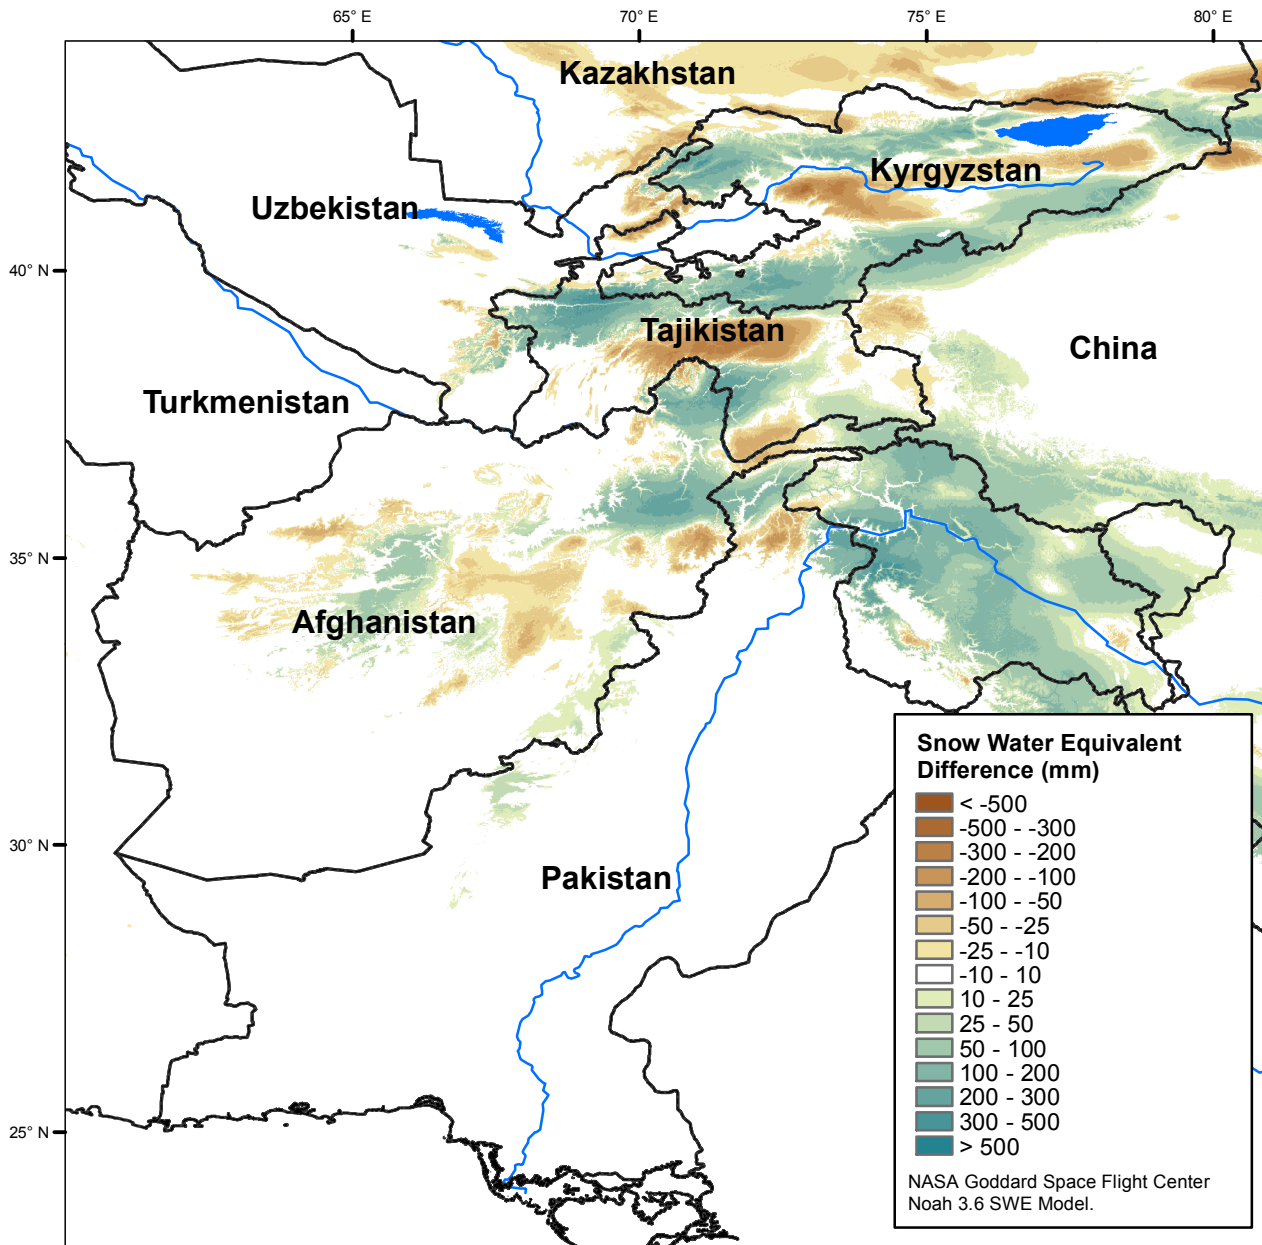 65° E
70° E
75° E
80° E
Kazakhstan
Kyrgyzstan
Uzbekistan
40° N
Tajikistan
China
Turkmenistan
35° N
Afghanistan
30° N
Pakistan
25° N
Snow Water Equivalent
Difference (mm)
< -500
-500 - -300
-300 - -200
-200 - -100
-100 - -50
-50 - -25
-25 - -10
-10 - 10
10 - 25
25 - 50
50 - 100
100 - 200
200 - 300
300 - 500
> 500
NASA Goddard Space Flight Center
Noah 3.6 SWE Model.